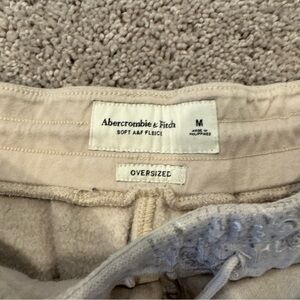 Abercrombie & Fitch
SOFT A&F FLEECE
M
MADE IN
PHILIPPINES
OVERSIZED